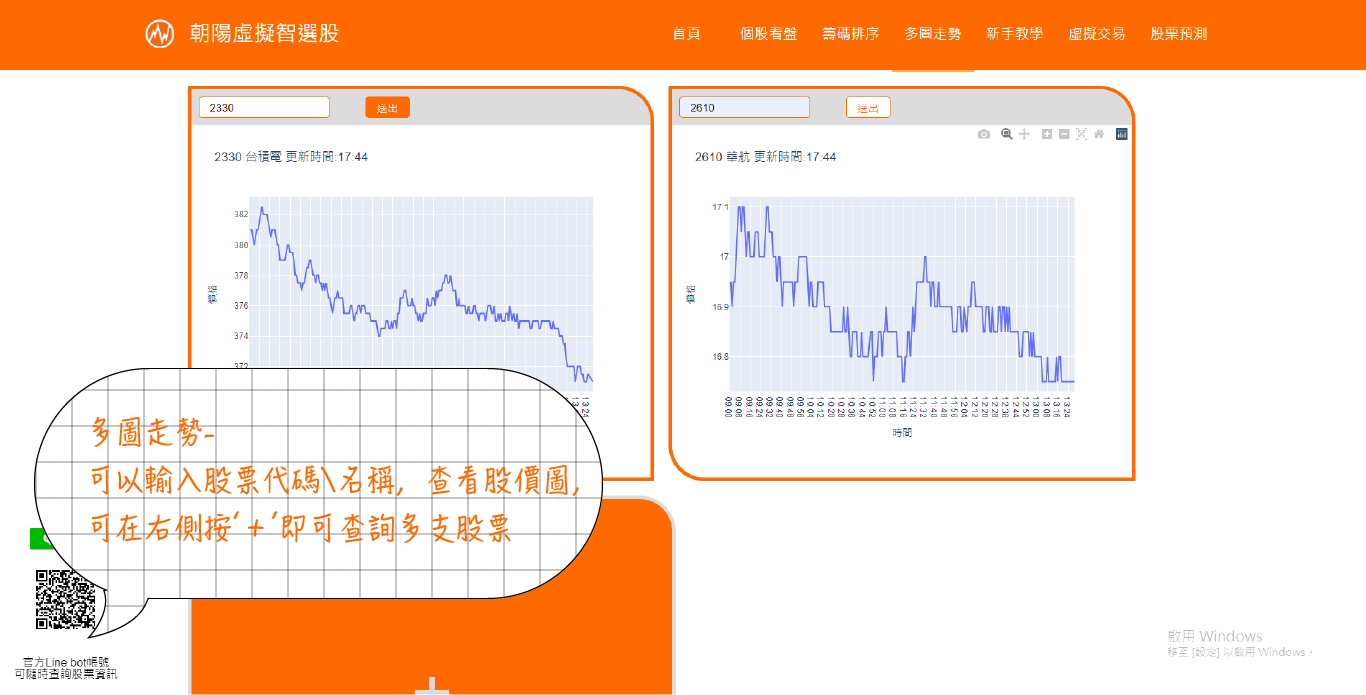 朝陽虛擬智選股
首頁 個股看盤 籌碼排序 多圖走勢 新手教學 虛擬交易 股票預測
2330 送出
2330 台積電 更新時間:17:44
382
380
378
376
374
372
價格
13:24
2610 送出
2610 華航 更新時間:17:44
17.1
17
16.9
16.8
價格
09:00 09:08 09:16 09:24 09:32 09:40 09:48 09:56 10:04 10:12 10:20 10:28 10:36 10:44 10:52 11:00 11:08 11:16 11:24 11:32 11:40 11:48 11:56 12:04 12:12 12:20 12:28 12:36 12:44 12:52 13:00 13:08 13:16 13:24
時間
多圖走勢-
可以輸入股票代碼\名稱, 查看股價圖,
可在右側按'+'即可查詢多支股票
官方Line bot帳號
可隨時查詢股票資訊
啟用 Windows
移至 [設定] 以啟用 Windows。